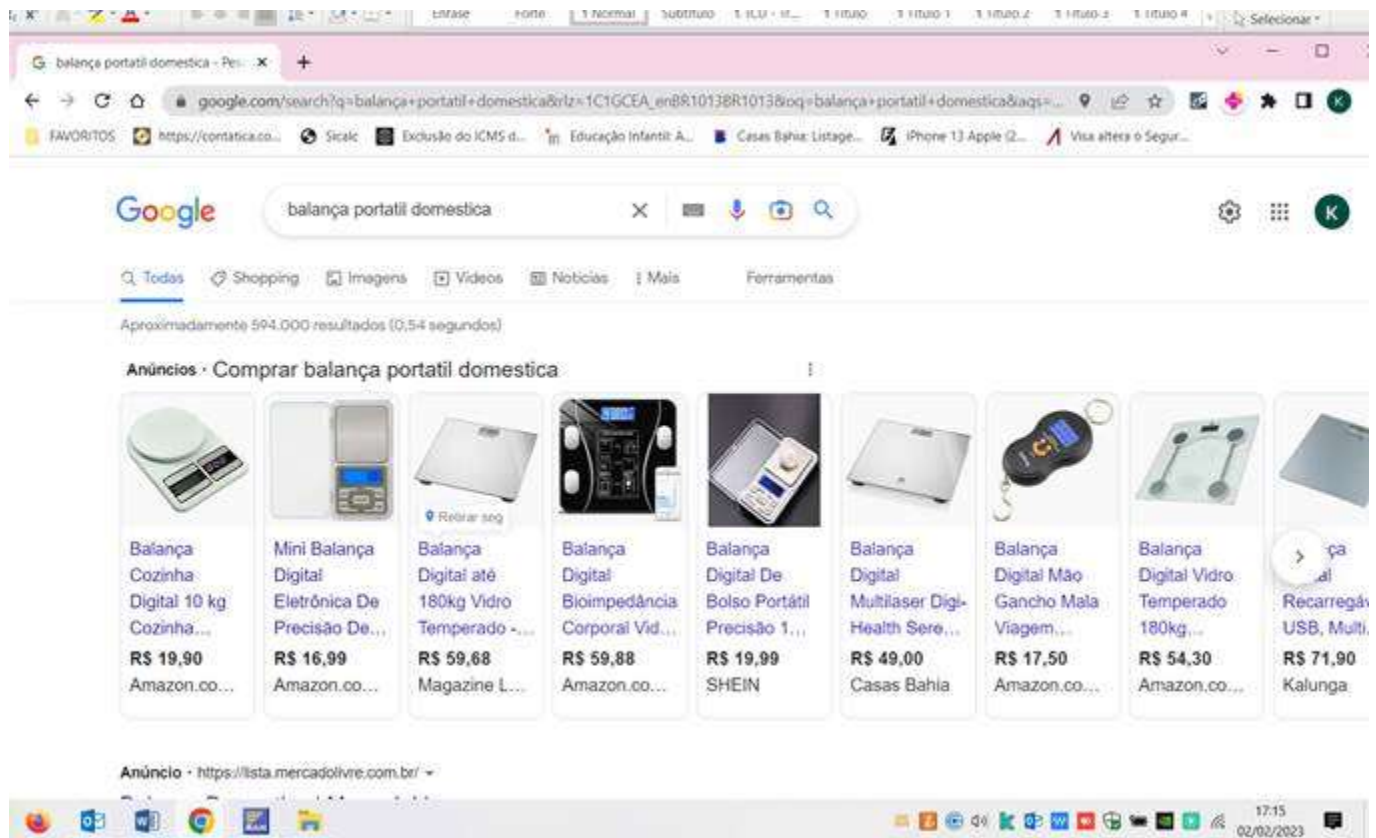 Ênfase Forte 1 Normal Subtítulo Título 1 Título 1 Título 2 Título 3 Título 4 Selecionar
balança portatil domestica - Pes
google.com/search?q=balança+portatil+domestica&rlz=1C1GCEA_enBR1013BR1013&oq=balança+portatil+domestica&aqs=...
FAVORITOS https://contatica.co... Sicalc Exclusão do ICMS d... Educação Infantil: A... Casas Bahia: Listage... iPhone 13 Apple (2... Visa altera o Segur...
Google balança portatil domestica K
Todas Shopping Imagens Vídeos Notícias Mais Ferramentas
Aproximadamente 594.000 resultados (0,54 segundos)
Anúncios · Comprar balança portatil domestica
Retirar seg
Balança
Cozinha
Digital 10 kg
Cozinha...
R$ 19,90
Amazon.co...
Mini Balança
Digital
Eletrônica De
Precisão De...
R$ 16,99
Amazon.co...
Balança
Digital até
180kg Vidro
Temperado -...
R$ 59,68
Magazine L...
Balança
Digital
Bioimpedância
Corporal Vid...
R$ 59,88
Amazon.co...
Balança
Digital De
Bolso Portátil
Precisão 1...
R$ 19,99
SHEIN
Balança
Digital
Multilaser Digi-
Health Sere...
R$ 49,00
Casas Bahia
Balança
Digital Mão
Gancho Mala
Viagem...
R$ 17,50
Amazon.co...
Balança
Digital Vidro
Temperado
180kg...
R$ 54,30
Amazon.co...
ça
al
Recarregáv
USB, Multi.
R$ 71,90
Kalunga
Anúncio · https://lista.mercadolivre.com.br/
17:15
02/02/2023